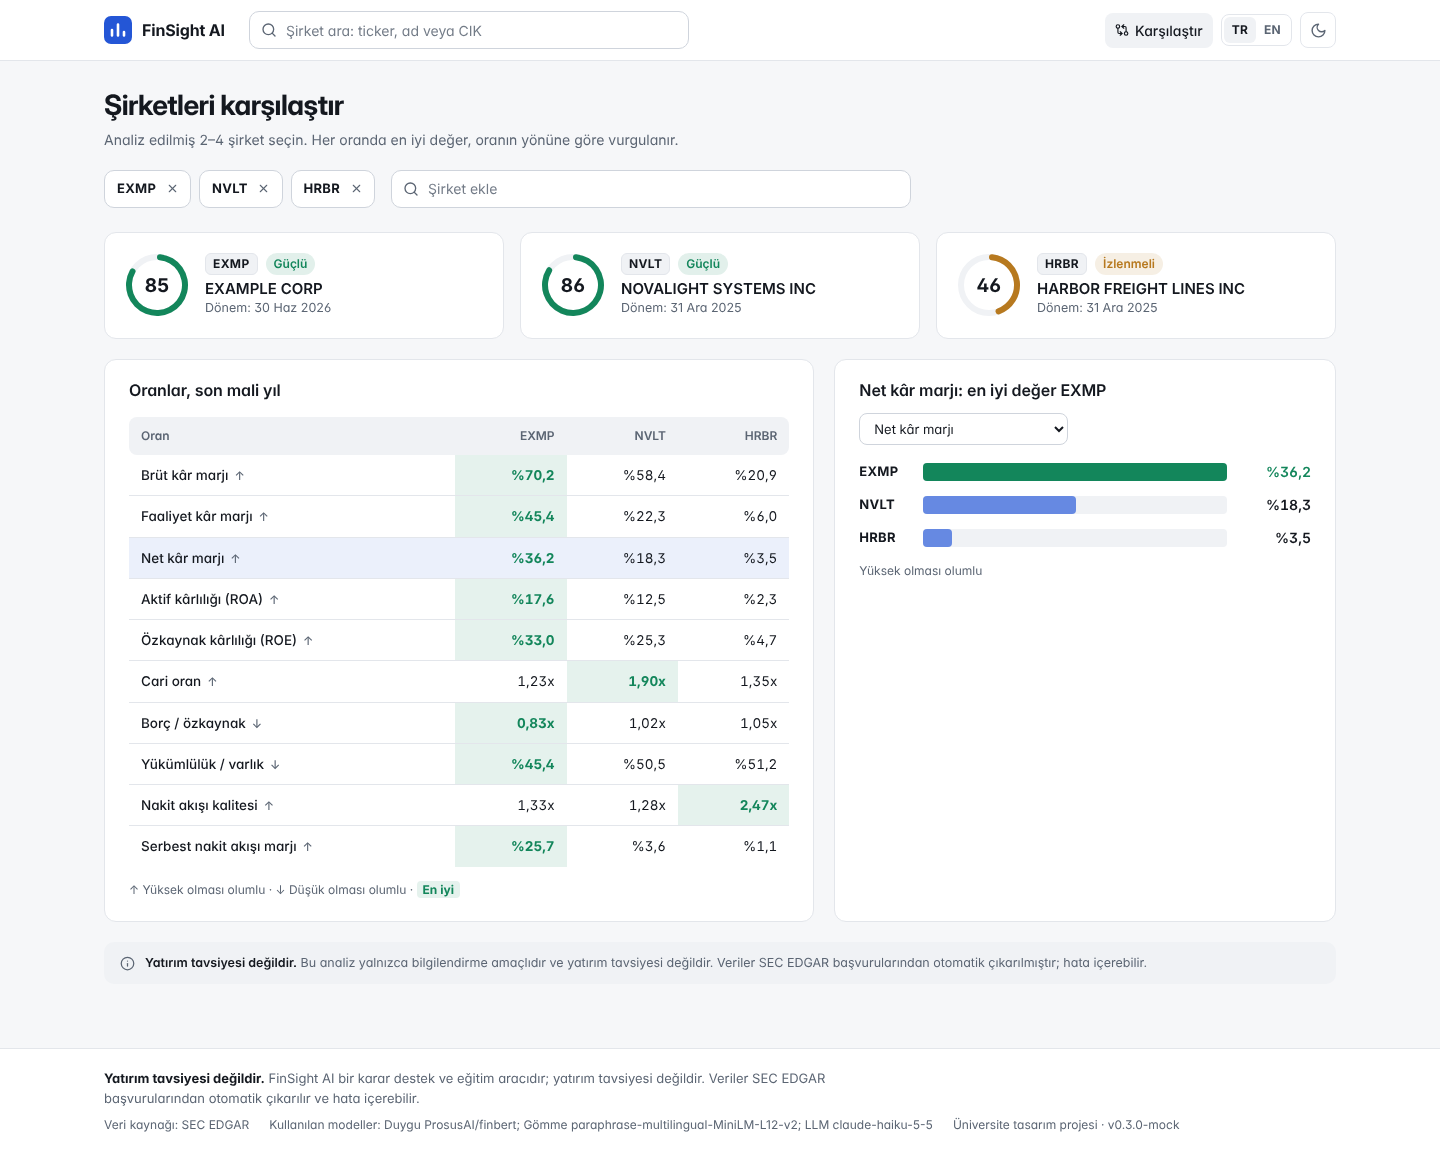 FinSight AI
Şirket ara: ticker, ad veya CIK
Karşılaştır
TR EN
Şirketleri karşılaştır
Analiz edilmiş 2–4 şirket seçin. Her oranda en iyi değer, oranın yönüne göre vurgulanır.
EXMP × NVLT × HRBR × Şirket ekle
85
EXMP Güçlü
EXAMPLE CORP
Dönem: 30 Haz 2026
86
NVLT Güçlü
NOVALIGHT SYSTEMS INC
Dönem: 31 Ara 2025
46
HRBR İzlenmeli
HARBOR FREIGHT LINES INC
Dönem: 31 Ara 2025
Oranlar, son mali yıl
Oran EXMP NVLT HRBR
Brüt kâr marjı ↑ %70,2 %58,4 %20,9
Faaliyet kâr marjı ↑ %45,4 %22,3 %6,0
Net kâr marjı ↑ %36,2 %18,3 %3,5
Aktif kârlılığı (ROA) ↑ %17,6 %12,5 %2,3
Özkaynak kârlılığı (ROE) ↑ %33,0 %25,3 %4,7
Cari oran ↑ 1,23x 1,90x 1,35x
Borç / özkaynak ↓ 0,83x 1,02x 1,05x
Yükümlülük / varlık ↓ %45,4 %50,5 %51,2
Nakit akışı kalitesi ↑ 1,33x 1,28x 2,47x
Serbest nakit akışı marjı ↑ %25,7 %3,6 %1,1
↑ Yüksek olması olumlu · ↓ Düşük olması olumlu · En iyi
Net kâr marjı: en iyi değer EXMP
Net kâr marjı
EXMP %36,2
NVLT %18,3
HRBR %3,5
Yüksek olması olumlu
Yatırım tavsiyesi değildir. Bu analiz yalnızca bilgilendirme amaçlıdır ve yatırım tavsiyesi değildir. Veriler SEC EDGAR başvurularından otomatik çıkarılmıştır; hata içerebilir.
Yatırım tavsiyesi değildir. FinSight AI bir karar destek ve eğitim aracıdır; yatırım tavsiyesi değildir. Veriler SEC EDGAR
başvurularından otomatik çıkarılır ve hata içerebilir.
Veri kaynağı: SEC EDGAR Kullanılan modeller: Duygu ProsusAI/finbert; Gömme paraphrase-multilingual-MiniLM-L12-v2; LLM claude-haiku-5-5 Üniversite tasarım projesi · v0.3.0-mock